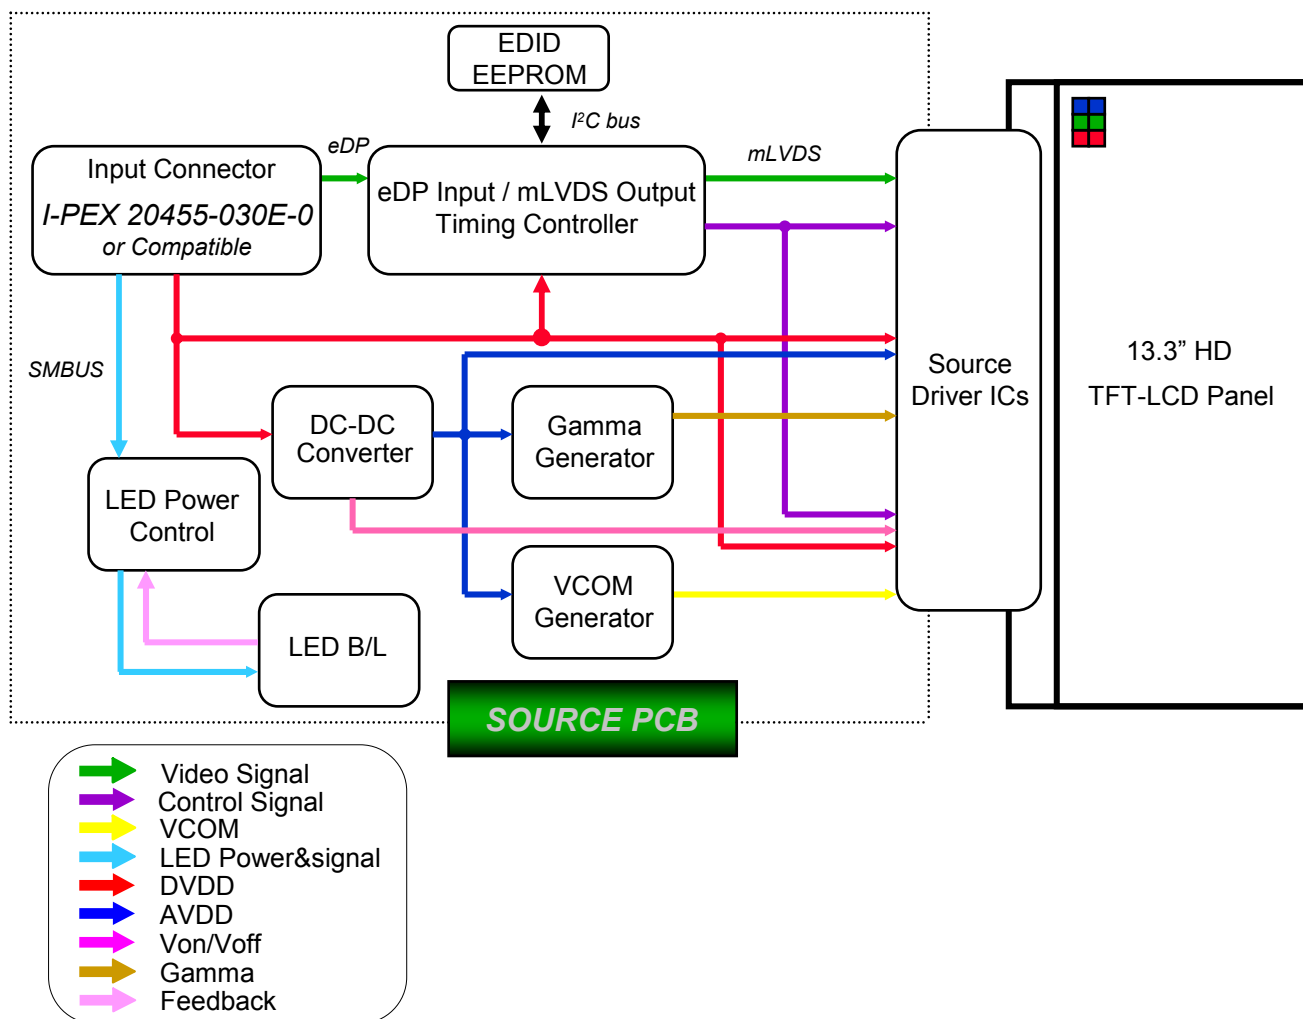 EDID
EEPROM
I²C bus
eDP
mLVDS
Input Connector
I-PEX 20455-030E-0
or Compatible
eDP Input / mLVDS Output
Timing Controller
SMBUS
DC-DC
Converter
Gamma
Generator
Source
Driver ICs
13.3” HD
TFT-LCD Panel
LED Power
Control
VCOM
Generator
LED B/L
SOURCE PCB
Video Signal
Control Signal
VCOM
LED Power&signal
DVDD
AVDD
Von/Voff
Gamma
Feedback